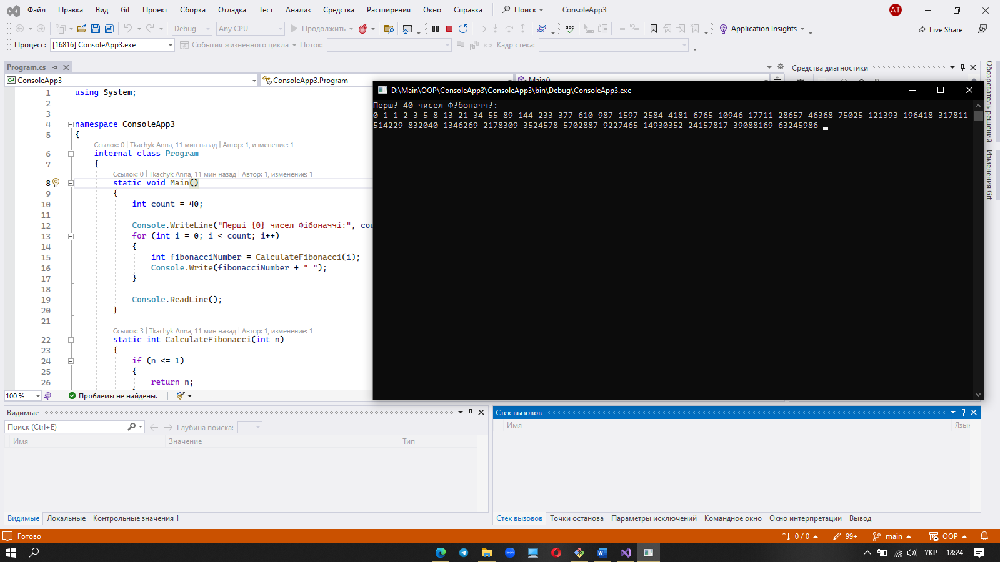 Файл Правка Вид Git Проект Сборка Отладка Тест Анализ Средства Расширения Окно Справка Поиск ConsoleApp3 AT
Debug Any CPU Продолжить Application Insights Live Share
Процесс: [16816] ConsoleApp3.exe События жизненного цикла Поток: Кадр стека:
Program.cs
ConsoleApp3 ConsoleApp3.Program Main()
1 using System;
2
3
4 namespace ConsoleApp3
5 {
Ссылок: 0 | Tkachyk Anna, 11 мин назад | Автор: 1, изменение: 1
6 internal class Program
7 {
Ссылок: 0 | Tkachyk Anna, 11 мин назад | Автор: 1, изменение: 1
8 static void Main()
9 {
10 int count = 40;
11
12 Console.WriteLine("Перші {0} чисел Фібоначчі:", cou
13 for (int i = 0; i < count; i++)
14 {
15 int fibonacciNumber = CalculateFibonacci(i);
16 Console.Write(fibonacciNumber + " ");
17 }
18
19 Console.ReadLine();
20 }
21
Ссылок: 3 | Tkachyk Anna, 11 мин назад | Автор: 1, изменение: 1
22 static int CalculateFibonacci(int n)
23 {
24 if (n <= 1)
25 {
26 return n;
100 % Проблемы не найдены.
D:\Main\OOP\ConsoleApp3\ConsoleApp3\bin\Debug\ConsoleApp3.exe
Перш? 40 чисел Ф?боначч?:
0 1 1 2 3 5 8 13 21 34 55 89 144 233 377 610 987 1597 2584 4181 6765 10946 17711 28657 46368 75025 121393 196418 317811
514229 832040 1346269 2178309 3524578 5702887 9227465 14930352 24157817 39088169 63245986
Средства диагностики
Обозреватель решений
Изменения Git
Видимые
Поиск (Ctrl+E) Глубина поиска:
Имя Значение Тип
Видимые Локальные Контрольные значения 1
Стек вызовов
Имя Язык
Стек вызовов Точки останова Параметры исключений Командное окно Окно интерпретации Вывод
Готово 0 / 0 99+ main OOP
zoom W УКР 18:24